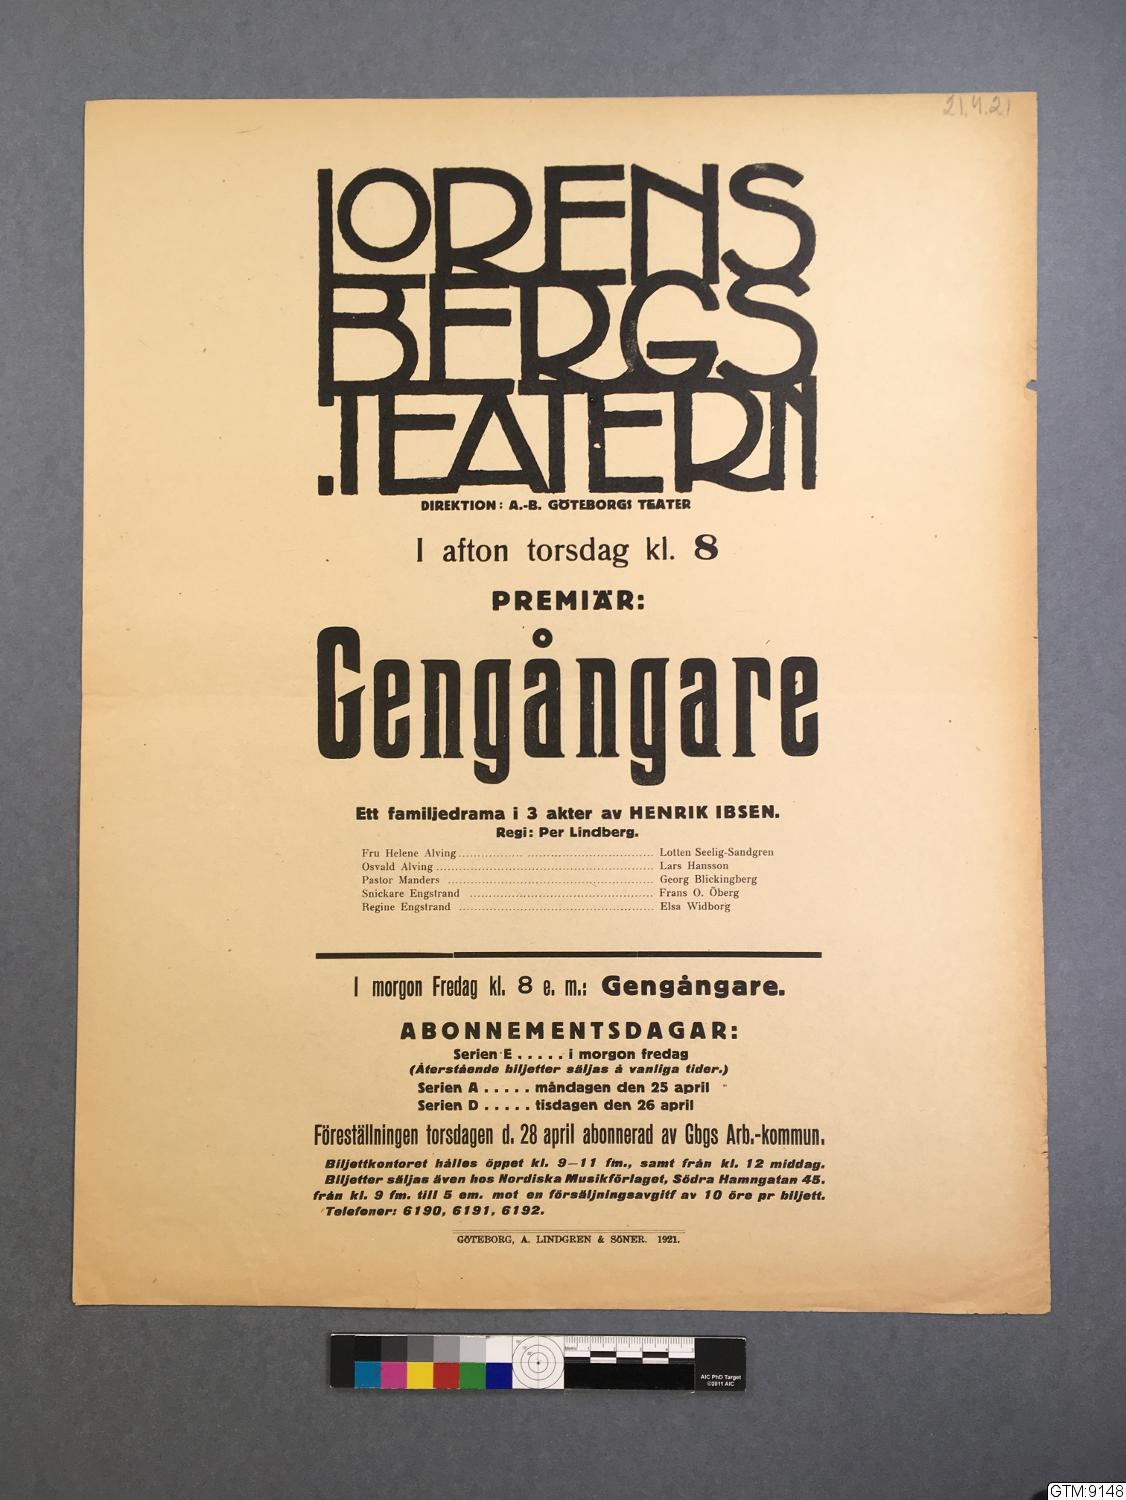 21.4.21
LORENS
BERGS
TEATERN
DIREKTION: A.-B. GÖTEBORGS TEATER
I afton torsdag kl. 8
PREMIÄR:
Gengångare
Ett familjedrama i 3 akter av HENRIK IBSEN.
Regi: Per Lindberg.
Fru Helene Alving ............................................ Lotten Seelig-Sandgren
Osvald Alving ............................................ Lars Hansson
Pastor Manders ............................................ Georg Blickingberg
Snickare Engstrand ............................................ Frans O. Öberg
Regine Engstrand ............................................ Elsa Widborg
I morgon Fredag kl. 8 e. m.: Gengångare.
ABONNEMENTSDAGAR:
Serien E ..... i morgon fredag
(Återstående biljetter säljas å vanliga tider.)
Serien A ..... måndagen den 25 april
Serien D ..... tisdagen den 26 april
Föreställningen torsdagen d. 28 april abonnerad av Gbgs Arb.-kommun.
Biljettkontoret hålles öppet kl. 9—11 fm., samt från kl. 12 middag.
Biljetter säljas även hos Nordiska Musikförlaget, Södra Hamngatan 45.
från kl. 9 fm. till 5 em. mot en försäljningsavgitf av 10 öre pr biljett.
Telefoner: 6190, 6191, 6192.
GÖTEBORG, A. LINDGREN & SÖNER. 1921.
AIC PhD Target
©2011 AIC
GTM:9148